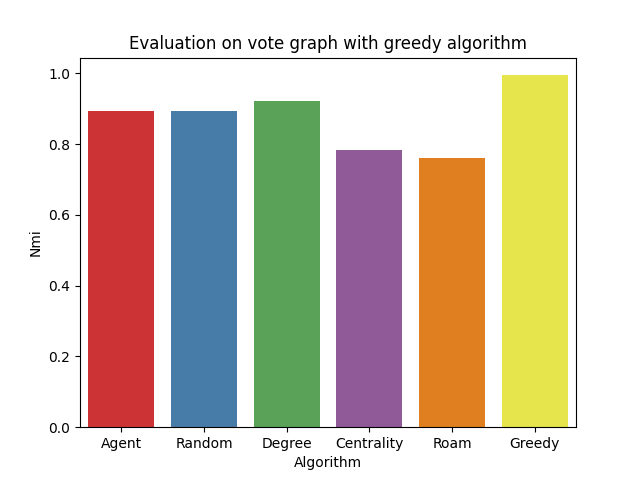 Evaluation on vote graph with greedy algorithm
1.0
0.8
0.6
0.4
0.2
0.0
Nmi
Agent Random Degree Centrality Roam Greedy
Algorithm